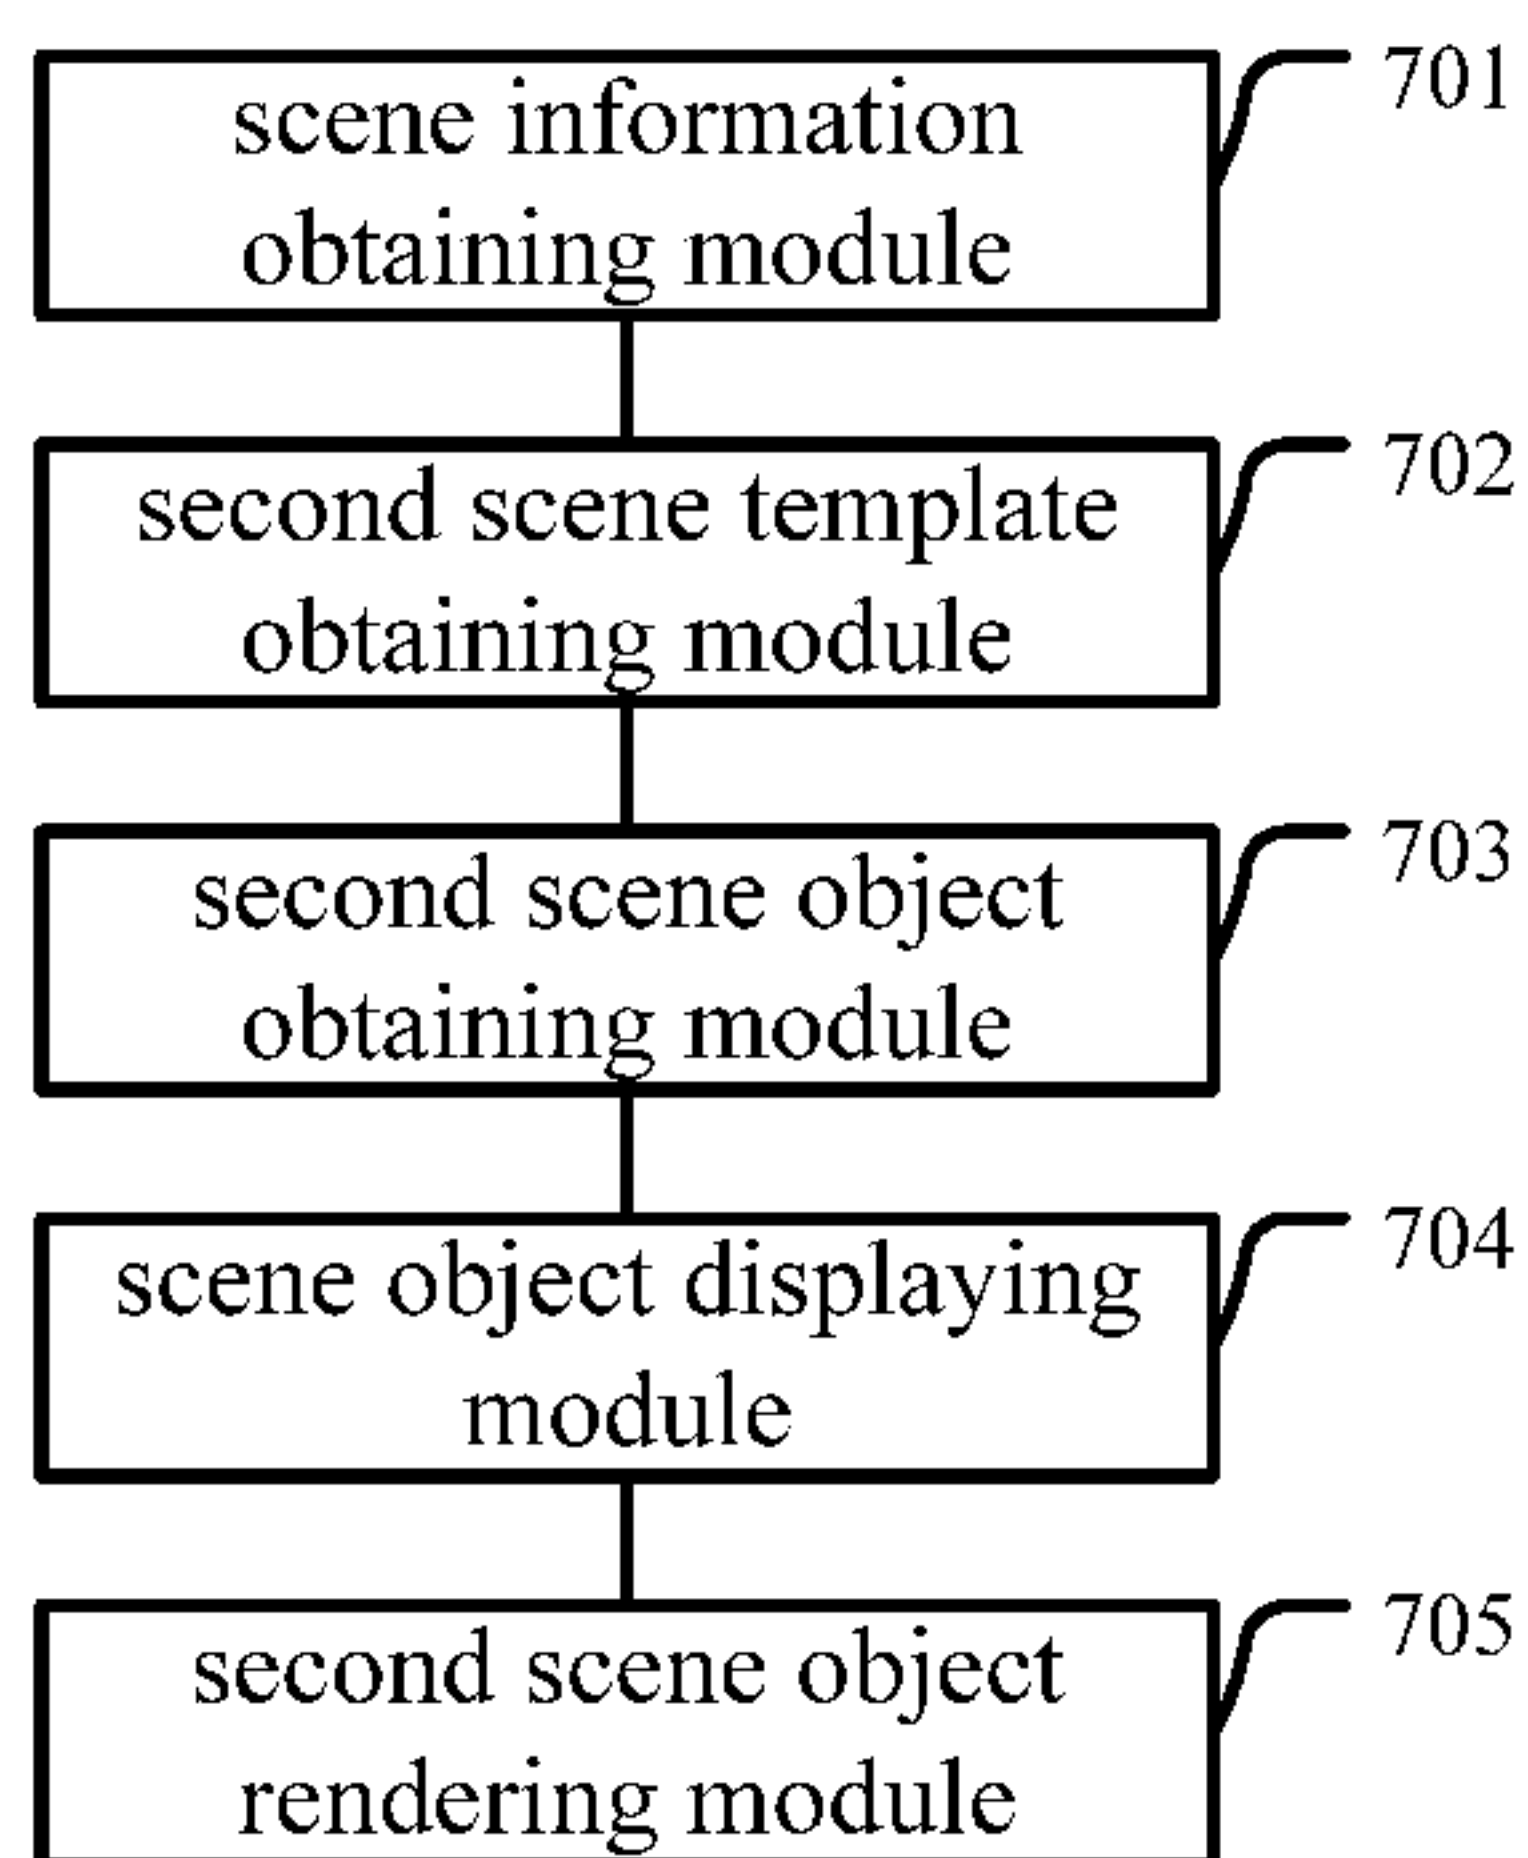 scene information
obtaining module
701
second scene template
obtaining module
702
second scene object
obtaining module
703
scene object displaying
module
704
second scene object
rendering module
705